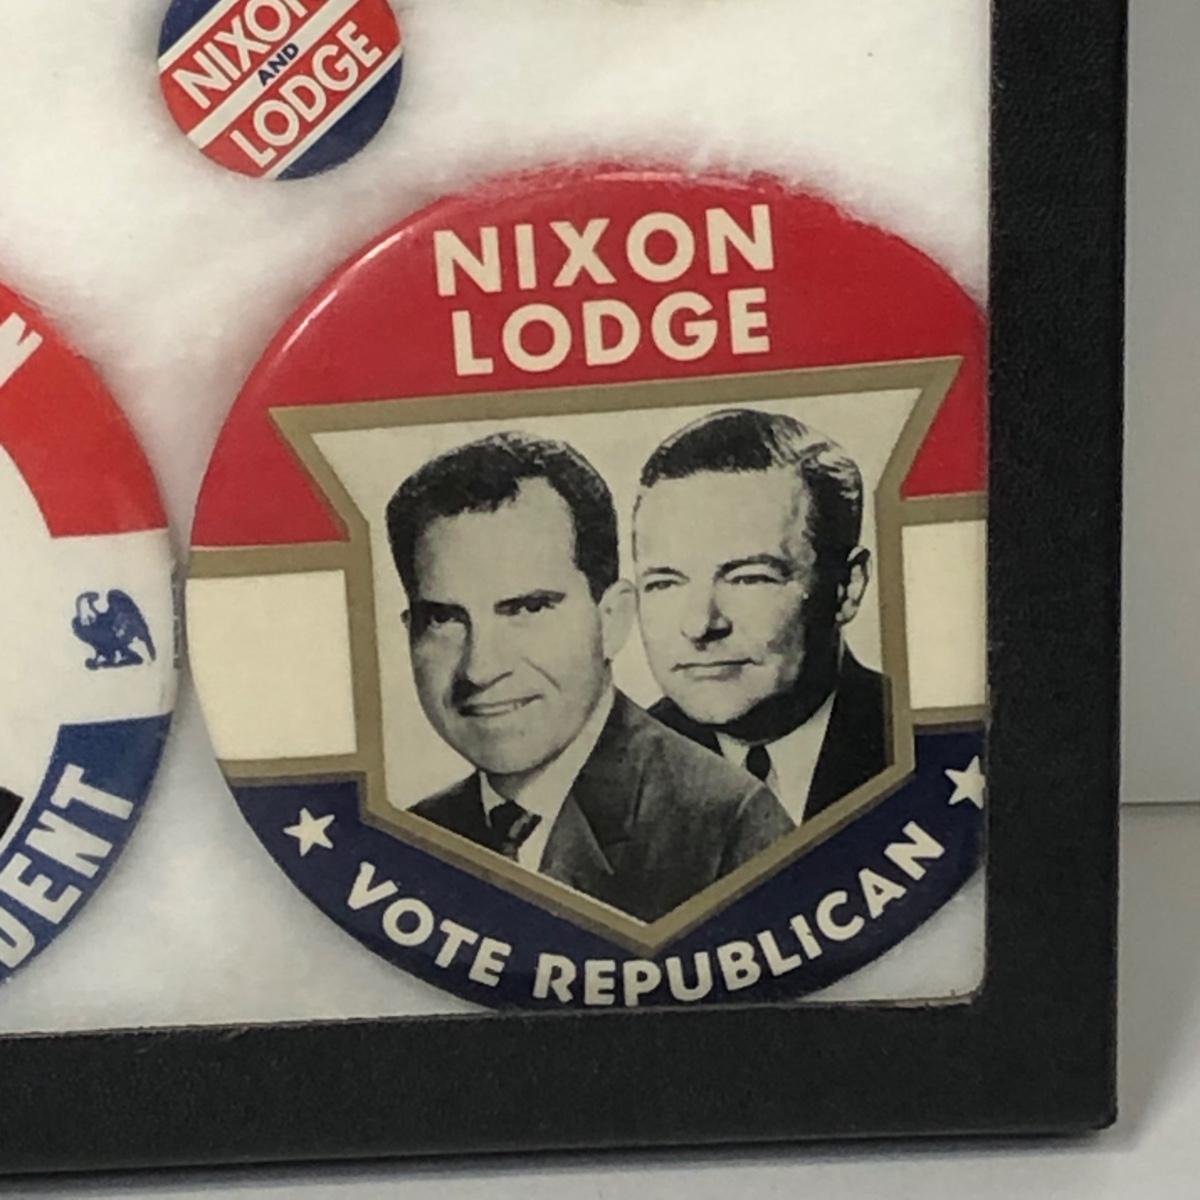 NIXON
AND
LODGE
NIXON
LODGE
VOTE REPUBLICAN